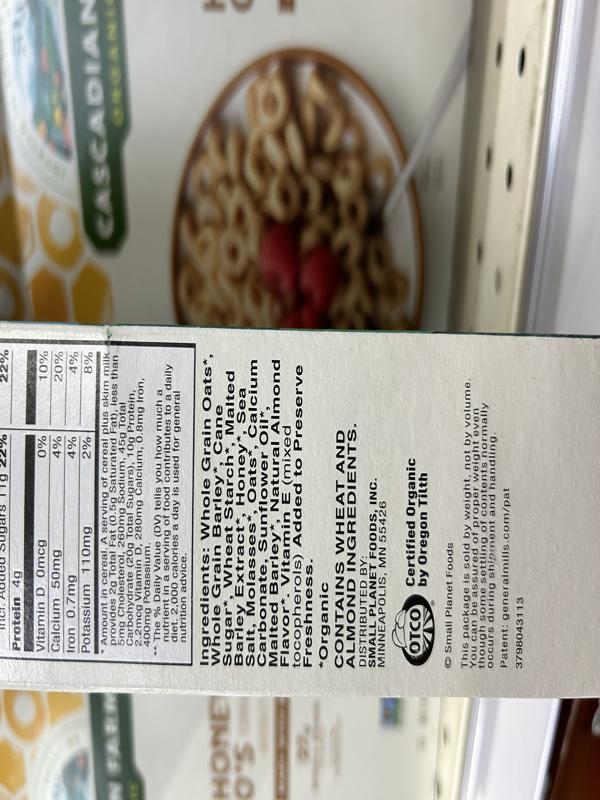 CASCADIAN
ORGANIC
Incl. Added Sugars 11g 22% 22%
Protein 4g
Vitamin D 0mcg 0% 10%
Calcium 50mg 4% 20%
Iron 0.7mg 4% 4%
Potassium 110mg 2% 8%
* Amount in cereal. A serving of cereal plus skim milk
provides 2g Total Fat (0.5g Saturated Fat), less than
5mg Cholesterol, 260mg Sodium, 45g Total
Carbohydrate (20g Total Sugars), 10g Protein,
2.2mcg Vitamin D, 280mg Calcium, 0.8mg Iron,
400mg Potassium.
** The % Daily Value (DV) tells you how much a
nutrient in a serving of food contributes to a daily
diet. 2,000 calories a day is used for general
nutrition advice.
Ingredients: Whole Grain Oats*,
Whole Grain Barley*, Cane
Sugar*, Wheat Starch*, Malted
Barley Extract*, Honey*, Sea
Salt, Molasses*, Oats*, Calcium
Carbonate, Sunflower Oil*,
Malted Barley*, Natural Almond
Flavor*. Vitamin E (mixed
tocopherols) Added to Preserve
Freshness.
*Organic
CONTAINS WHEAT AND
ALMOND INGREDIENTS.
DISTRIBUTED BY:
SMALL PLANET FOODS, INC.
MINNEAPOLIS, MN 55426
OTCO
Certified Organic
by Oregon Tilth
© Small Planet Foods
This package is sold by weight, not by volume.
You can be assured of proper weight even
though some settling of contents normally
occurs during shipment and handling.
Patent: generalmills.com/pat
3798043113
FARM
HONEY
O'S